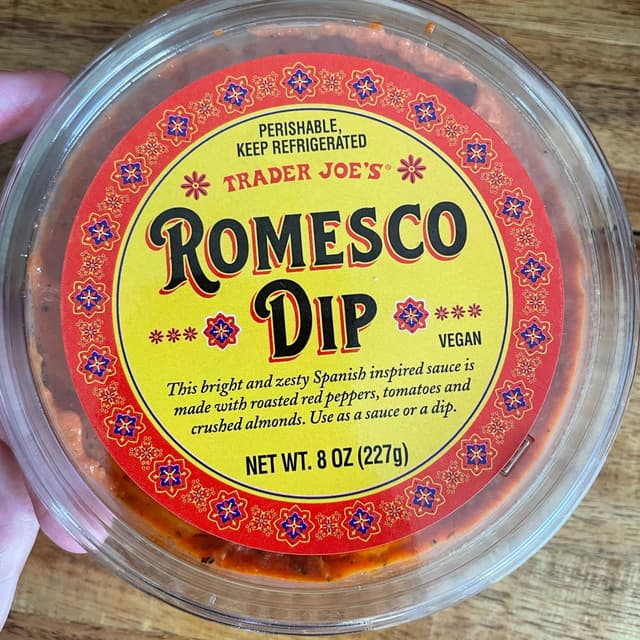 PERISHABLE,
KEEP REFRIGERATED
TRADER JOE'S®
ROMESCO
DIP
VEGAN
This bright and zesty Spanish inspired sauce is
made with roasted red peppers, tomatoes and
crushed almonds. Use as a sauce or a dip.
NET WT. 8 OZ (227g)